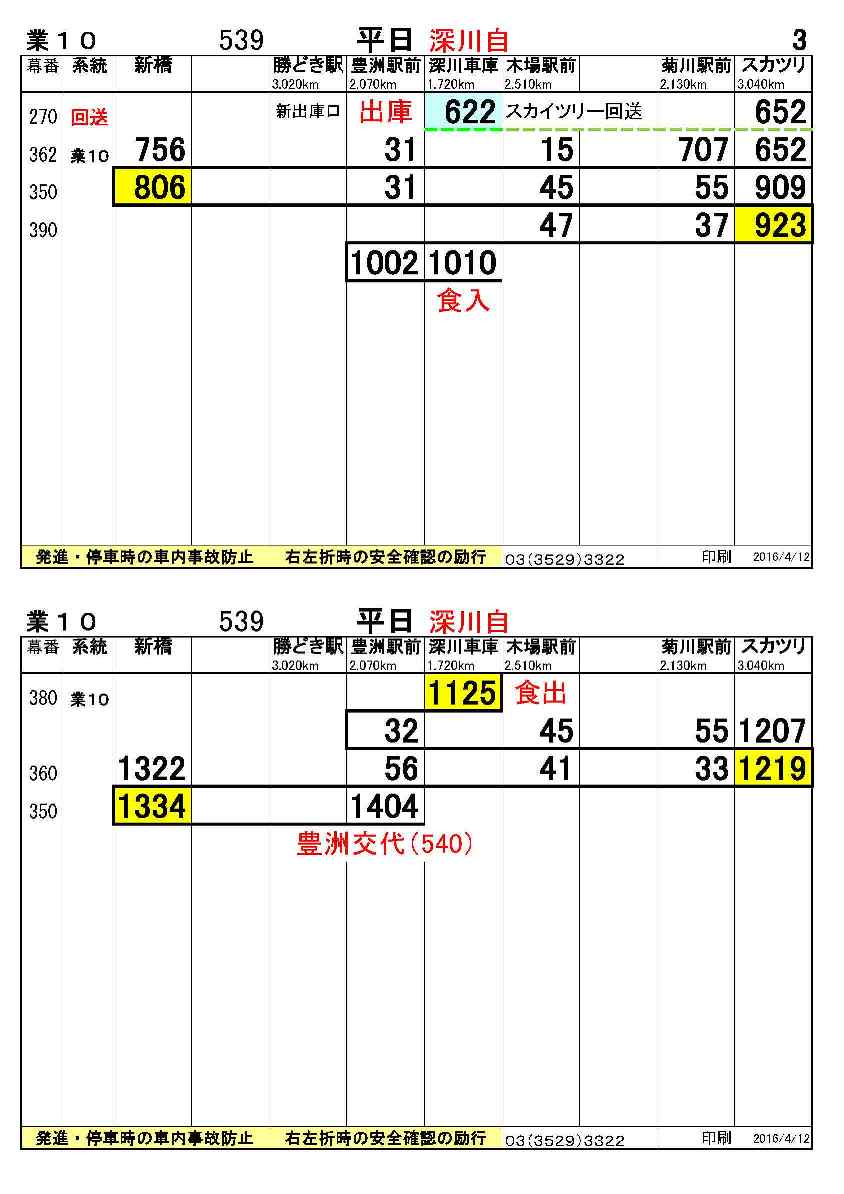 業１０ 539 平日 深川自 3
幕番 系統 新橋 勝どき駅 豊洲駅前 深川車庫 木場駅前 菊川駅前 スカツリ
3.020km 2.070km 1.720km 2.510km 2.130km 3.040km
270 回送 新出庫口 出庫 622 スカイツリー回送 652
362 業10 756 31 15 707 652
350 806 31 45 55 909
390 47 37 923
1002 1010
食入
発進・停車時の車内事故防止 右左折時の安全確認の励行 03(3529)3322 印刷 2016/4/12
業１０ 539 平日 深川自
幕番 系統 新橋 勝どき駅 豊洲駅前 深川車庫 木場駅前 菊川駅前 スカツリ
3.020km 2.070km 1.720km 2.510km 2.130km 3.040km
380 業10 1125 食出
32 45 55 1207
360 1322 56 41 33 1219
350 1334 1404
豊洲交代(540)
発進・停車時の車内事故防止 右左折時の安全確認の励行 03(3529)3322 印刷 2016/4/12